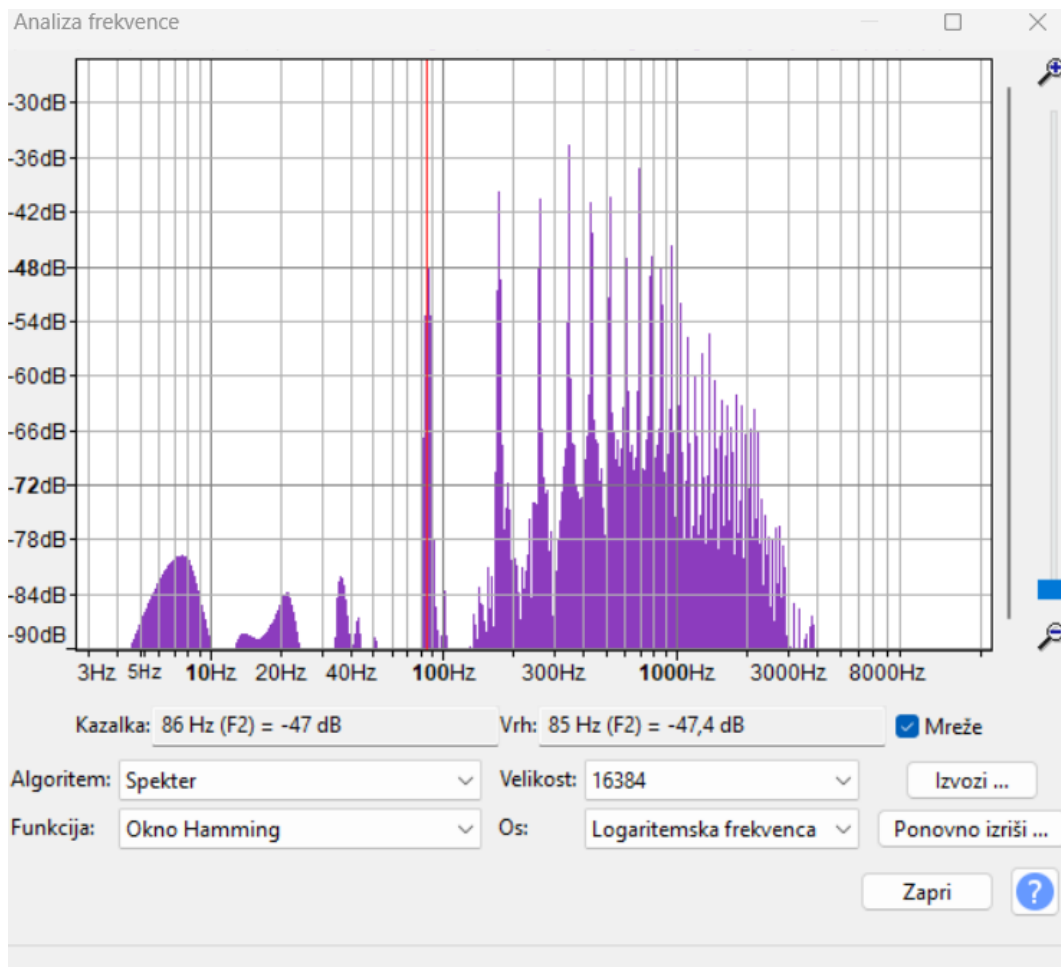 Analiza frekvence
-30dB
-36dB
-42dB
-48dB
-54dB
-60dB
-66dB
-72dB
-78dB
-84dB
-90dB
3Hz 5Hz 10Hz 20Hz 40Hz 100Hz 300Hz 1000Hz 3000Hz 8000Hz
Kazalka: 86 Hz (F2) = -47 dB Vrh: 85 Hz (F2) = -47,4 dB Mreže
Algoritem: Spekter Velikost: 16384 Izvozi ...
Funkcija: Okno Hamming Os: Logaritemska frekvenca Ponovno izriši ...
Zapri ?